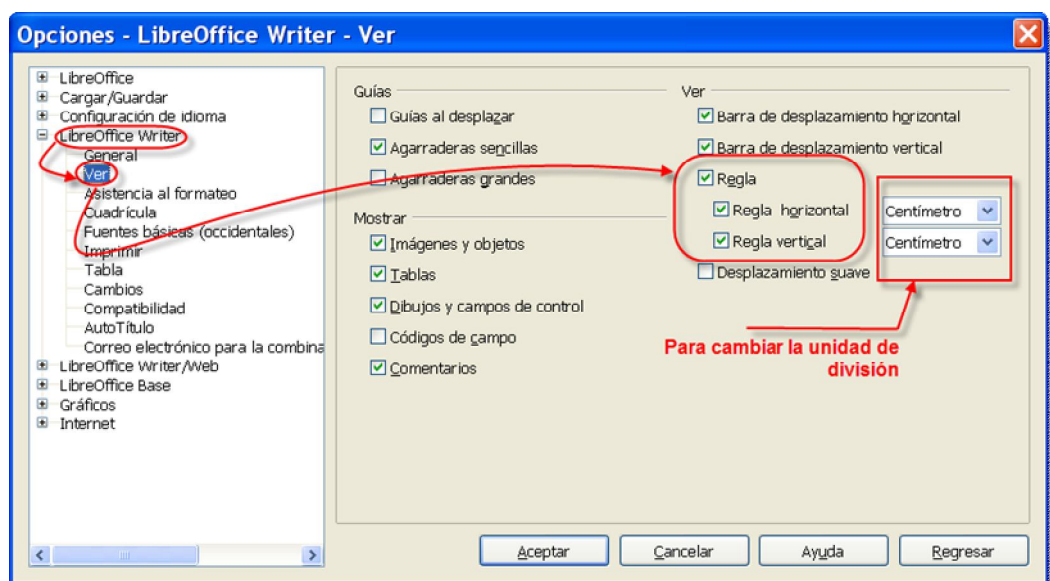 Opciones - LibreOffice Writer - Ver
LibreOffice
Cargar/Guardar
Configuración de idioma
LibreOffice Writer
General
Ver
Asistencia al formateo
Cuadrícula
Fuentes básicas (occidentales)
Imprimir
Tabla
Cambios
Compatibilidad
AutoTítulo
Correo electrónico para la combina
LibreOffice Writer/Web
LibreOffice Base
Gráficos
Internet
Guías
Guías al desplazar
Agarraderas sencillas
Agarraderas grandes
Mostrar
Imágenes y objetos
Tablas
Dibujos y campos de control
Códigos de campo
Comentarios
Ver
Barra de desplazamiento horizontal
Barra de desplazamiento vertical
Regla
Regla horizontal
Centímetro
Regla vertical
Centímetro
Desplazamiento suave
Para cambiar la unidad de
división
Aceptar
Cancelar
Ayuda
Regresar